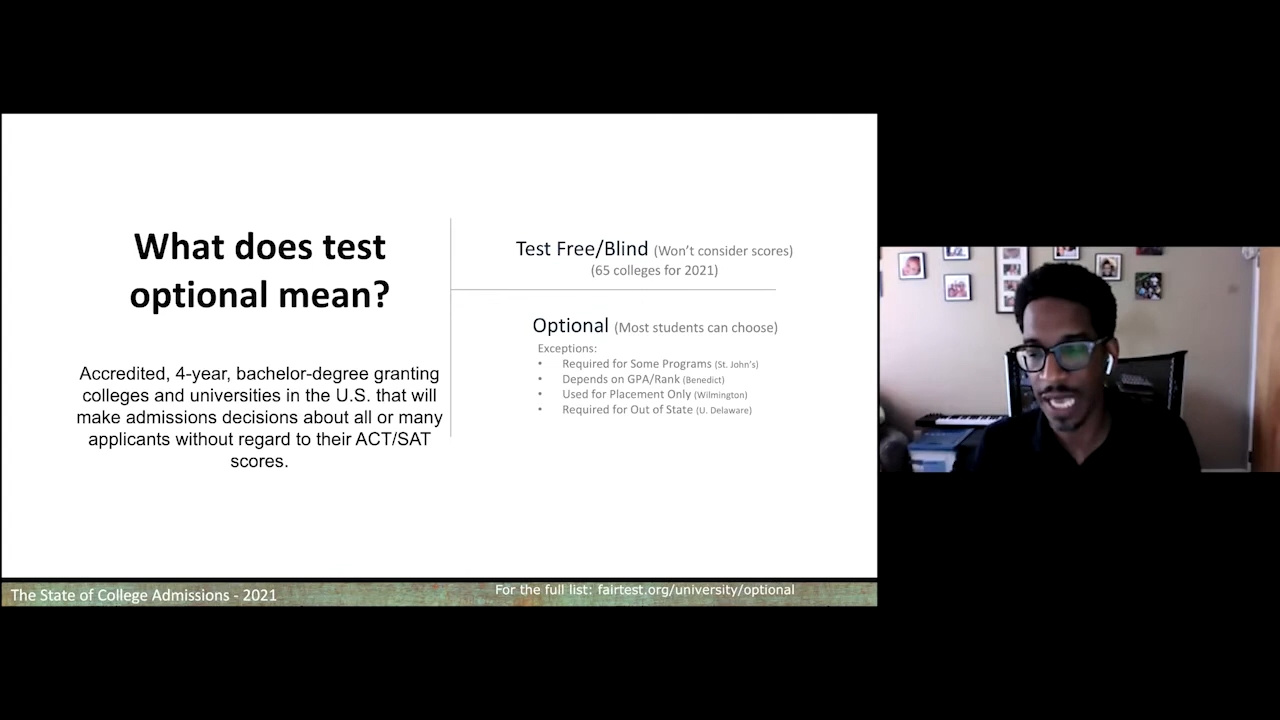 What does test
optional mean?
Accredited, 4-year, bachelor-degree granting
colleges and universities in the U.S. that will
make admissions decisions about all or many
applicants without regard to their ACT/SAT
scores.
Test Free/Blind (Won’t consider scores)
(65 colleges for 2021)
Optional (Most students can choose)
Exceptions:
• Required for Some Programs (St. John’s)
• Depends on GPA/Rank (Benedict)
• Used for Placement Only (Wilmington)
• Required for Out of State (U. Delaware)
The State of College Admissions - 2021
For the full list: fairtest.org/university/optional